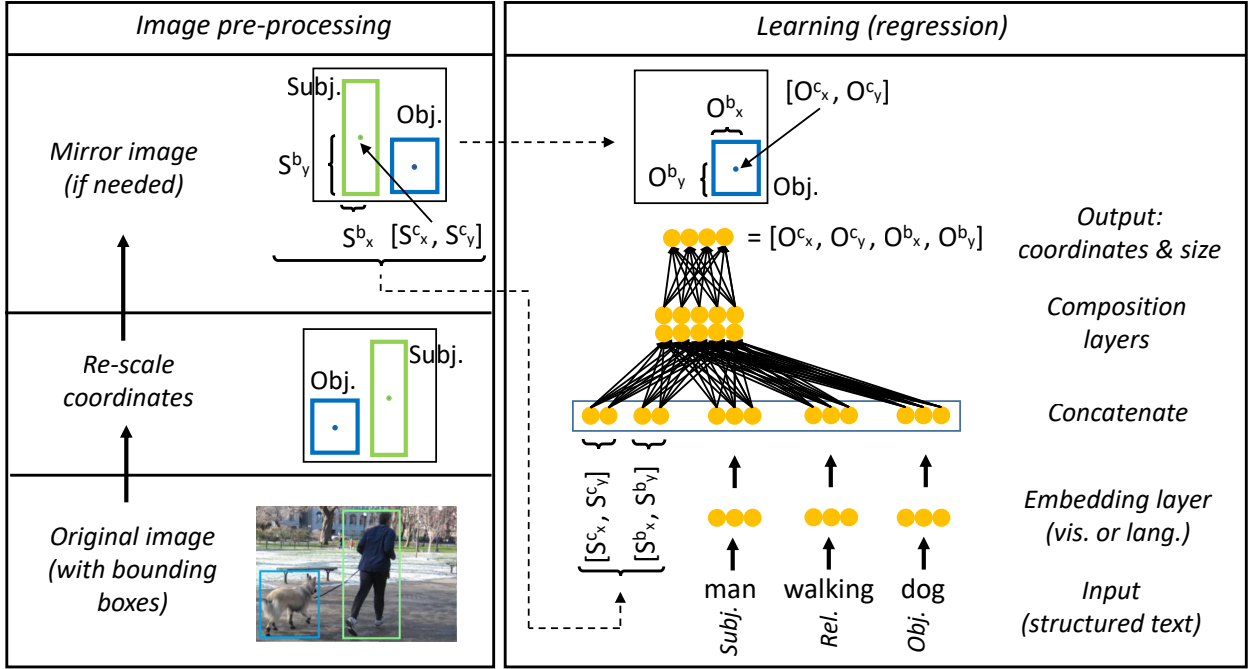 Image pre-processing
Mirror image
(if needed)
Subj.
Obj.
S^b_y
S^b_x
[S^c_x, S^c_y]
Re-scale
coordinates
Subj.
Obj.
Original image
(with bounding
boxes)
Learning (regression)
[O^c_x, O^c_y]
O^b_x
O^b_y
Obj.
= [O^c_x, O^c_y, O^b_x, O^b_y]
Output:
coordinates & size
Composition
layers
Concatenate
[S^c_x, S^c_y]
[S^b_x, S^b_y]
Embedding layer
(vis. or lang.)
man
walking
dog
Subj.
Rel.
Obj.
Input
(structured text)